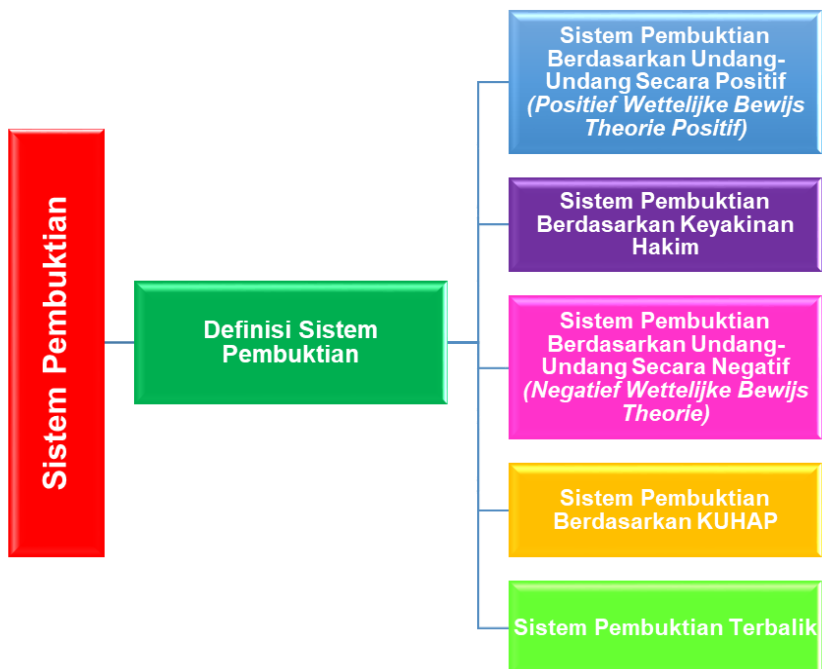 Sistem Pembuktian
Definisi Sistem
Pembuktian
Sistem Pembuktian
Berdasarkan Undang-
Undang Secara Positif
(Positief Wettelijke Bewijs
Theorie Positif)
Sistem Pembuktian
Berdasarkan Keyakinan
Hakim
Sistem Pembuktian
Berdasarkan Undang-
Undang Secara Negatif
(Negatief Wettelijke Bewijs
Theorie)
Sistem Pembuktian
Berdasarkan KUHAP
Sistem Pembuktian Terbalik